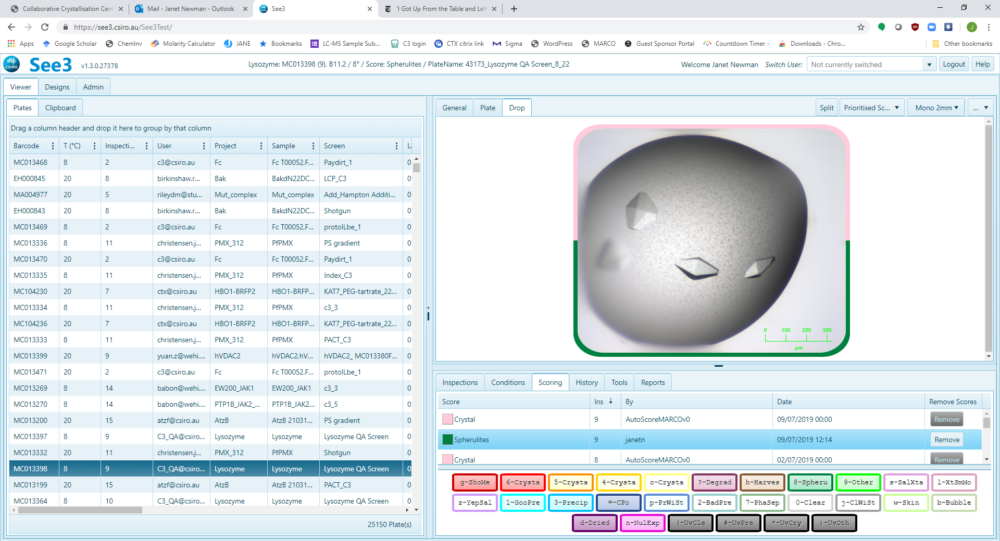 Collaborative Crystallisation Cent
Mail - Janet Newman - Outlook
See3
'I Got Up From the Table and Left
https://see3.csiro.au/See3Test/
J
Apps Google Scholar ChemInv Molarity Calculator JANE Bookmarks LC-MS Sample Sub... C3 login CTX citrix link Sigma WordPress MARCO Guest Sponsor Portal Countdown Timer - Downloads - Chro... Other bookmarks
CSIRO See3 v1.3.0.27378 Lysozyme: MC013398 (9), B11.2 / 8° / Score: Spherulites / PlateName: 43173_Lysozyme QA Screen_8_22 Welcome Janet Newman Switch User: Not currently switched Logout Help
Viewer Designs Admin
Plates Clipboard
Drag a column header and drop it here to group by that column
Barcode T (°C) Inspecti... User Project Sample Screen
MC013468 8 2 c3@csiro.au Fc Fc T00052,F... Paydirt_1 0
EH000845 20 8 birkinshaw.r... Bak BakdN22DC... LCP_C3 0
MA004977 20 5 rileydm@stu... Mut_complex Mut_complex Add_Hampton Additi... 0
EH000843 20 8 birkinshaw.r... Bak BakdN22DC... Shotgun 0
MC013469 8 2 c3@csiro.au Fc Fc T00052,F... protoILbe_1 0
MC013336 8 11 christensen.j... PMX_312 PfPMX PS gradient 0
MC013470 20 2 c3@csiro.au Fc Fc T00052,F... Paydirt_1 0
MC013335 8 11 christensen.j... PMX_312 PfPMX Index_C3 0
MC104230 20 7 ctx@csiro.au HBO1-BRFP2 HBO1-BRFP... KAT7_PEG-tartrate_22... 0
MC013334 8 11 christensen.j... PMX_312 PfPMX c3_3 0
MC104236 20 7 ctx@csiro.au HBO1-BRFP2 HBO1-BRFP... KAT7_PEG-tartrate_22... 0
MC013333 8 11 christensen.j... PMX_312 PfPMX PACT_C3 0
MC013399 20 9 yuan.z@wehi.... hVDAC2 hVDAC2,hV... hVDAC2_ MC013380F... 0
MC013471 20 2 c3@csiro.au Fc Fc T00052,F... protoILbe_1 0
MC013269 8 14 babon@wehi.... EW200_JAK1 EW200_JAK1 c3_3 0
MC013270 8 14 babon@wehi.... PTP1B_JAK2_... PTP1B_JAK2... c3_5 0
MC013200 20 15 atzf@csiro.au AtzB AtzB 21031... PS gradient 0
MC013397 8 9 C3_QA@csiro... Lysozyme Lysozyme Lysozyme QA Screen 0
MC013332 20 11 christensen.j... PMX_312 PfPMX Shotgun 0
MC013398 8 9 C3_QA@csiro... Lysozyme Lysozyme Lysozyme QA Screen 0
MC013199 20 15 atzf@csiro.au AtzB AtzB 21031... PACT_C3 0
MC013364 8 10 C3_QA@csiro... Lysozyme Lysozyme Lysozyme QA Screen 0
25150 Plate(s)
General Plate Drop Split Prioritised Sc... Mono 2mm ...
0 100 200 300
µm
Inspections Conditions Scoring History Tools Reports
Score Ins By Date Remove Scores
Crystal 9 AutoScoreMARCOv0 09/07/2019 00:00 Remove
Spherulites 9 janetn 09/07/2019 12:14 Remove
Crystal 8 AutoScoreMARCOv0 02/07/2019 00:00 Remove
g-ShoMe 6-Crysta 5-Crysta 4-Crysta c-Crysta ?-Degrad h-Harves 8-Spheru 9-Other s-SalXta l-XtSmMo
z-YepSal 1-GooPre 3-Precip =-CPo p-PrWiSt 2-BadPre 7-PhaSep 0-Clear j-ClWiSt w-Skin b-Bubble
d-Dried n-NulExp (-UvCle #-UvPre *-UvCry )-UvOth